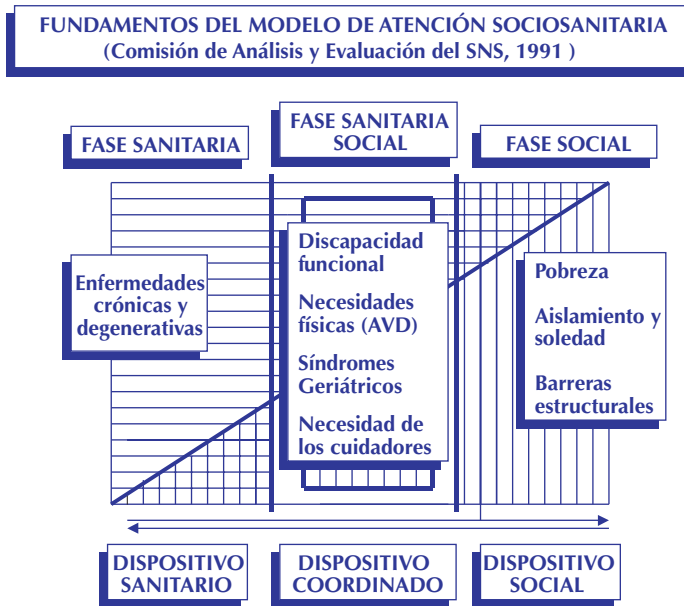 FUNDAMENTOS DEL MODELO DE ATENCIÓN SOCIOSANITARIA
(Comisión de Análisis y Evaluación del SNS, 1991 )
FASE SANITARIA
FASE SANITARIA
SOCIAL
FASE SOCIAL
Enfermedades
crónicas y
degenerativas
Discapacidad
funcional
Necesidades
físicas (AVD)
Síndromes
Geriátricos
Necesidad de
los cuidadores
Pobreza
Aislamiento y
soledad
Barreras
estructurales
DISPOSITIVO
SANITARIO
DISPOSITIVO
COORDINADO
DISPOSITIVO
SOCIAL